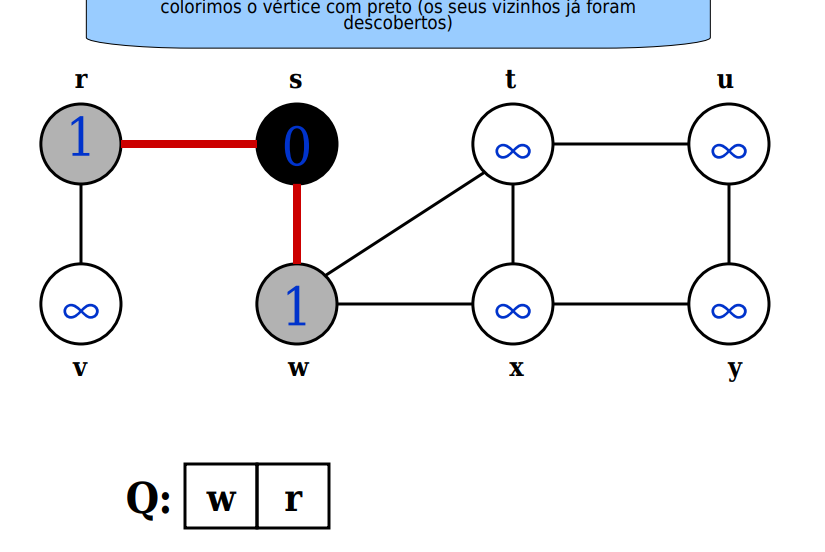 colorimos o vértice com preto (os seus vizinhos já foram
descobertos)
r s t u
1 0 ∞ ∞
∞ 1 ∞ ∞
v w x y
Q: w r